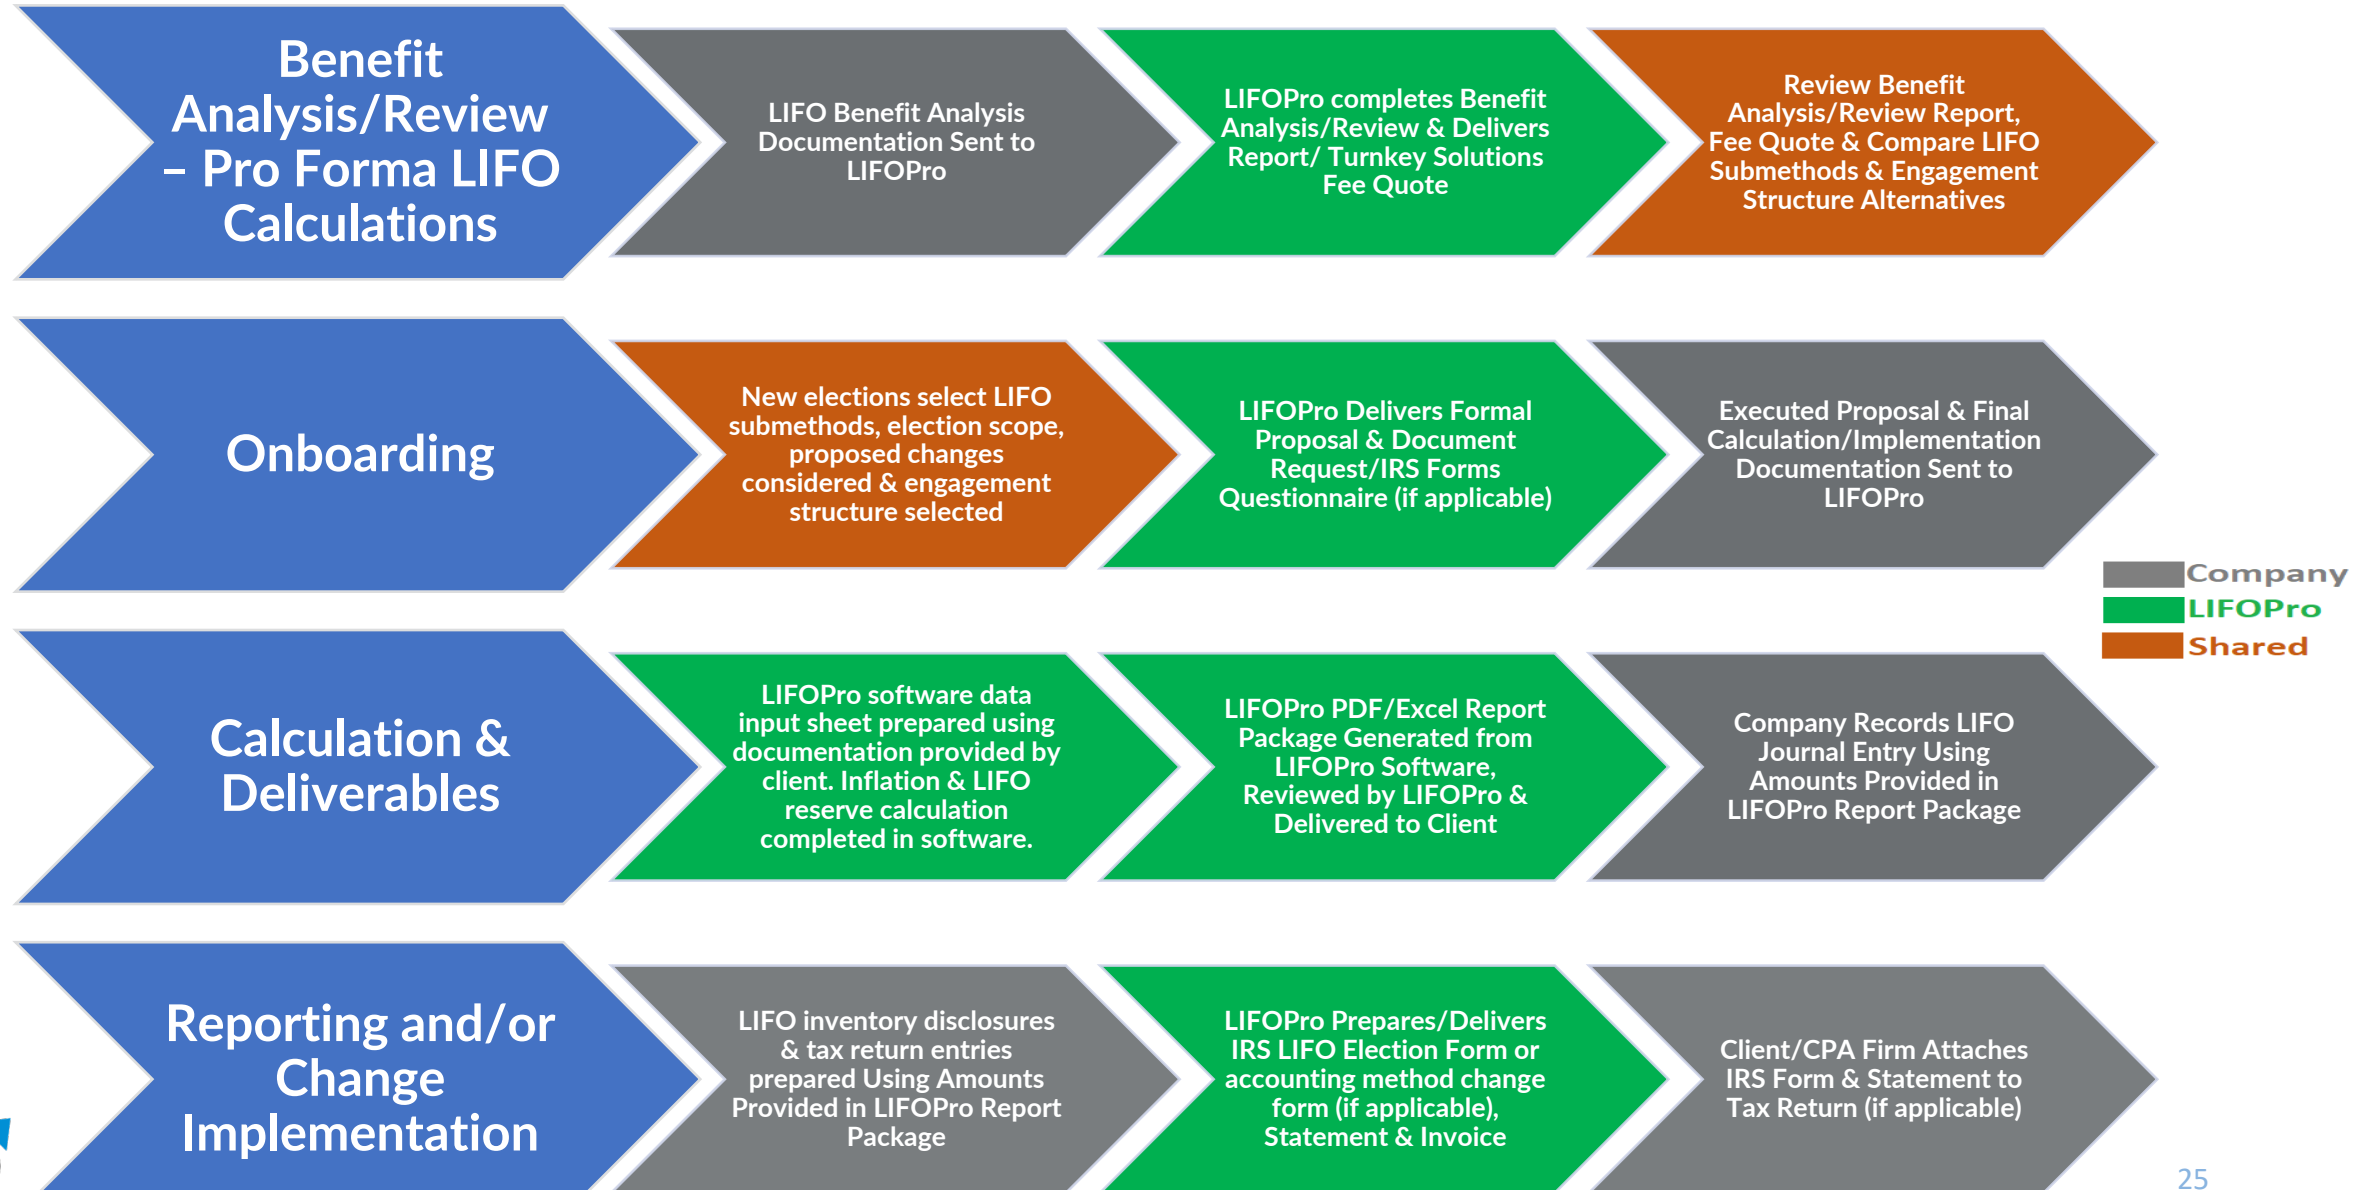 Benefit
Analysis/Review
– Pro Forma LIFO
Calculations
LIFO Benefit Analysis
Documentation Sent to
LIFOPro
LIFOPro completes Benefit
Analysis/Review & Delivers
Report/ Turnkey Solutions
Fee Quote
Review Benefit
Analysis/Review Report,
Fee Quote & Compare LIFO
Submethods & Engagement
Structure Alternatives
Onboarding
New elections select LIFO
submethods, election scope,
proposed changes
considered & engagement
structure selected
LIFOPro Delivers Formal
Proposal & Document
Request/IRS Forms
Questionnaire (if applicable)
Executed Proposal & Final
Calculation/Implementation
Documentation Sent to
LIFOPro
Company
LIFOPro
Shared
Calculation &
Deliverables
LIFOPro software data
input sheet prepared using
documentation provided by
client. Inflation & LIFO
reserve calculation
completed in software.
LIFOPro PDF/Excel Report
Package Generated from
LIFOPro Software,
Reviewed by LIFOPro &
Delivered to Client
Company Records LIFO
Journal Entry Using
Amounts Provided in
LIFOPro Report Package
Reporting and/or
Change
Implementation
LIFO inventory disclosures
& tax return entries
prepared Using Amounts
Provided in LIFOPro Report
Package
LIFOPro Prepares/Delivers
IRS LIFO Election Form or
accounting method change
form (if applicable),
Statement & Invoice
Client/CPA Firm Attaches
IRS Form & Statement to
Tax Return (if applicable)
25